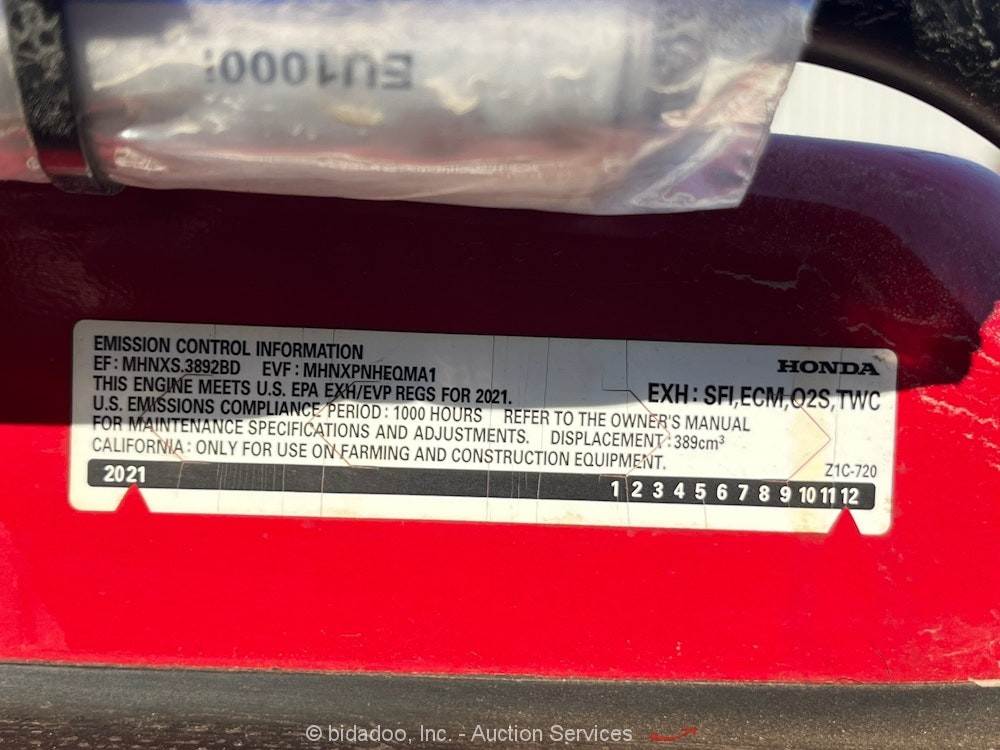 EU1000i
EMISSION CONTROL INFORMATION
HONDA
EF : MHNXS.3892BD EVF : MHNXPNHEQMA1
THIS ENGINE MEETS U.S. EPA EXH/EVP REGS FOR 2021.
EXH : SFI,ECM,O2S,TWC
U.S. EMISSIONS COMPLIANCE PERIOD : 1000 HOURS REFER TO THE OWNER'S MANUAL
FOR MAINTENANCE SPECIFICATIONS AND ADJUSTMENTS. DISPLACEMENT : 389cm³
CALIFORNIA : ONLY FOR USE ON FARMING AND CONSTRUCTION EQUIPMENT.
Z1C-720
2021 1 2 3 4 5 6 7 8 9 10 11 12
© bidadoo, Inc. - Auction Services